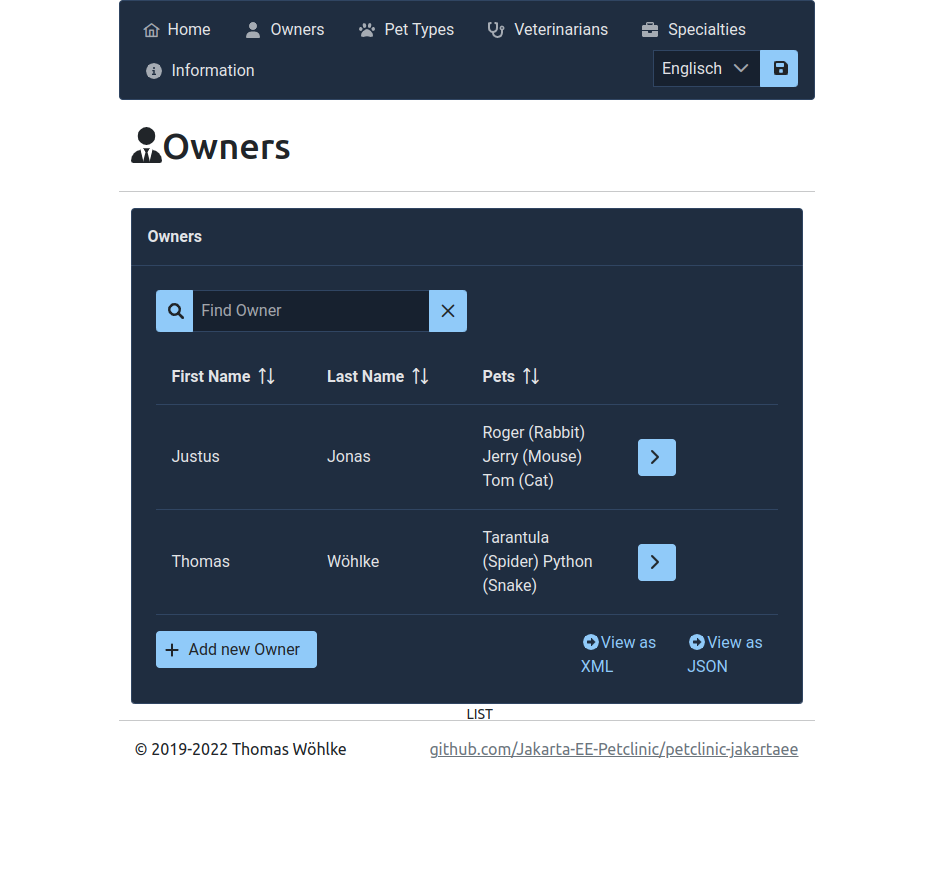 Home Owners Pet Types Veterinarians Specialties
Information Englisch
Owners
Owners
Find Owner
First Name Last Name Pets
Roger (Rabbit)
Justus Jonas Jerry (Mouse)
Tom (Cat)
Tarantula
Thomas Wöhlke (Spider) Python
(Snake)
Add new Owner View as XML View as JSON
LIST
© 2019-2022 Thomas Wöhlke github.com/Jakarta-EE-Petclinic/petclinic-jakartaee